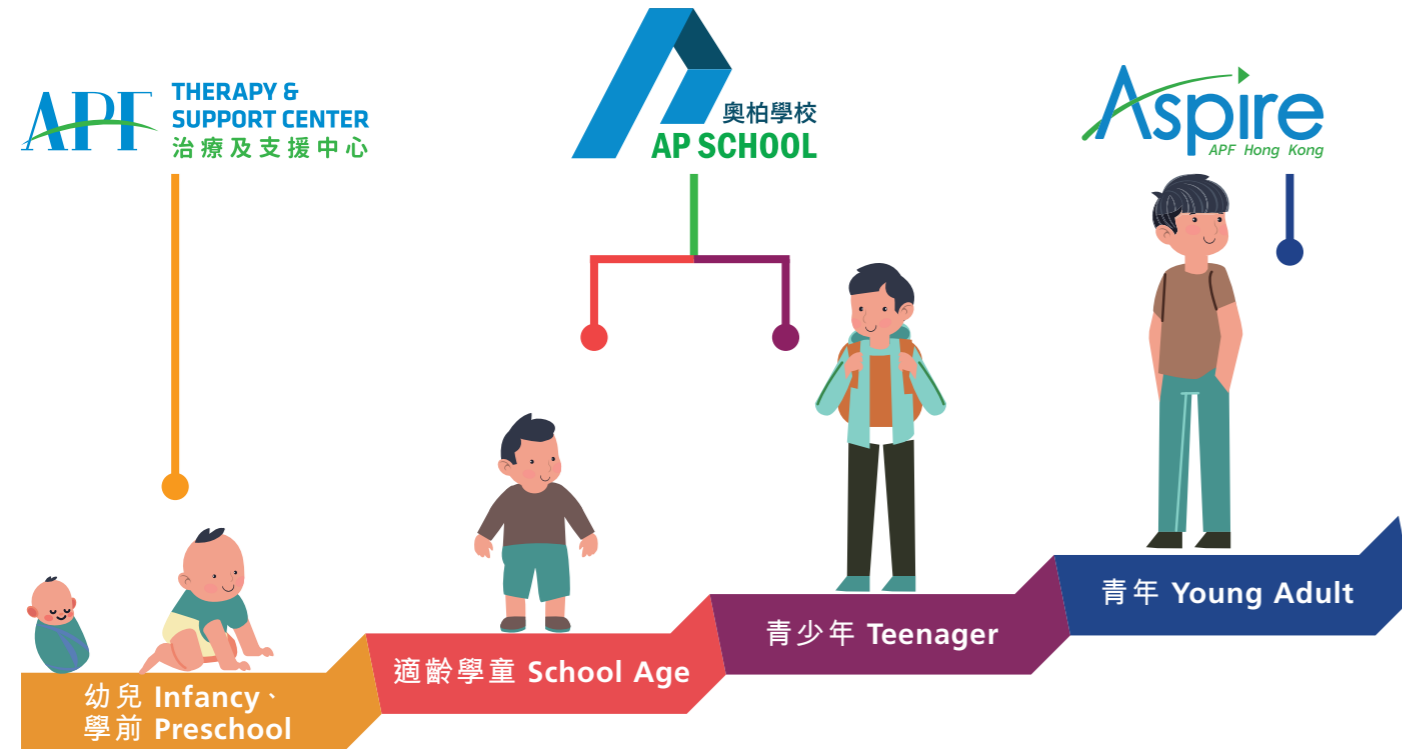 APF
THERAPY &
SUPPORT CENTER
治療及支援中心
奧柏學校
AP SCHOOL
Aspire
APF Hong Kong
幼兒 Infancy、
學前 Preschool
適齡學童 School Age
青少年 Teenager
青年 Young Adult